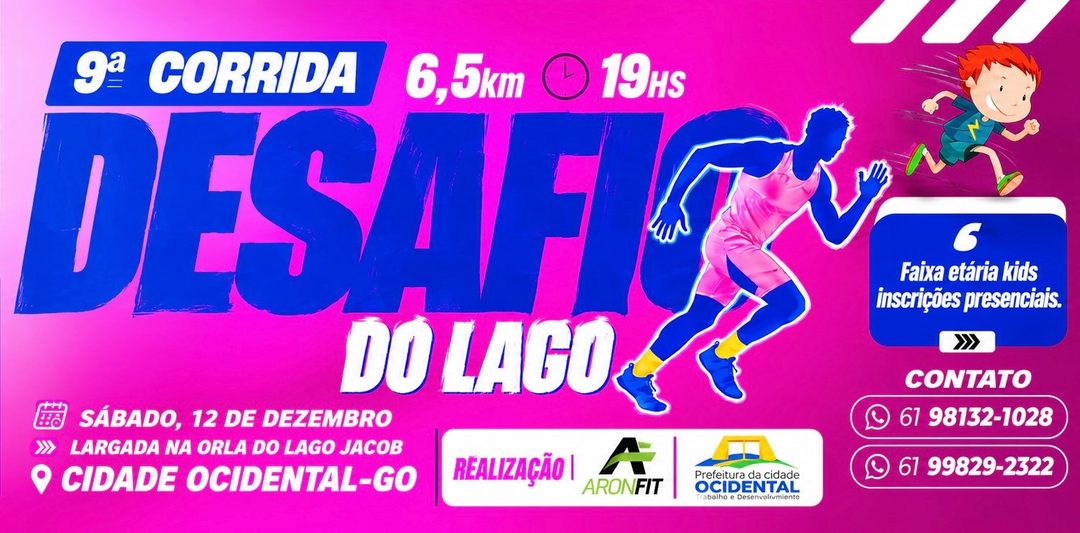 9ª CORRIDA
6,5km 19HS
DESAFIO
DO LAGO
SÁBADO, 12 DE DEZEMBRO
LARGADA NA ORLA DO LAGO JACOB
CIDADE OCIDENTAL-GO
REALIZAÇÃO
AF
ARONFIT
Prefeitura da cidade
OCIDENTAL
Trabalho e Desenvolvimento
N
Faixa etária kids
inscrições presenciais.
CONTATO
61 98132-1028
61 99829-2322